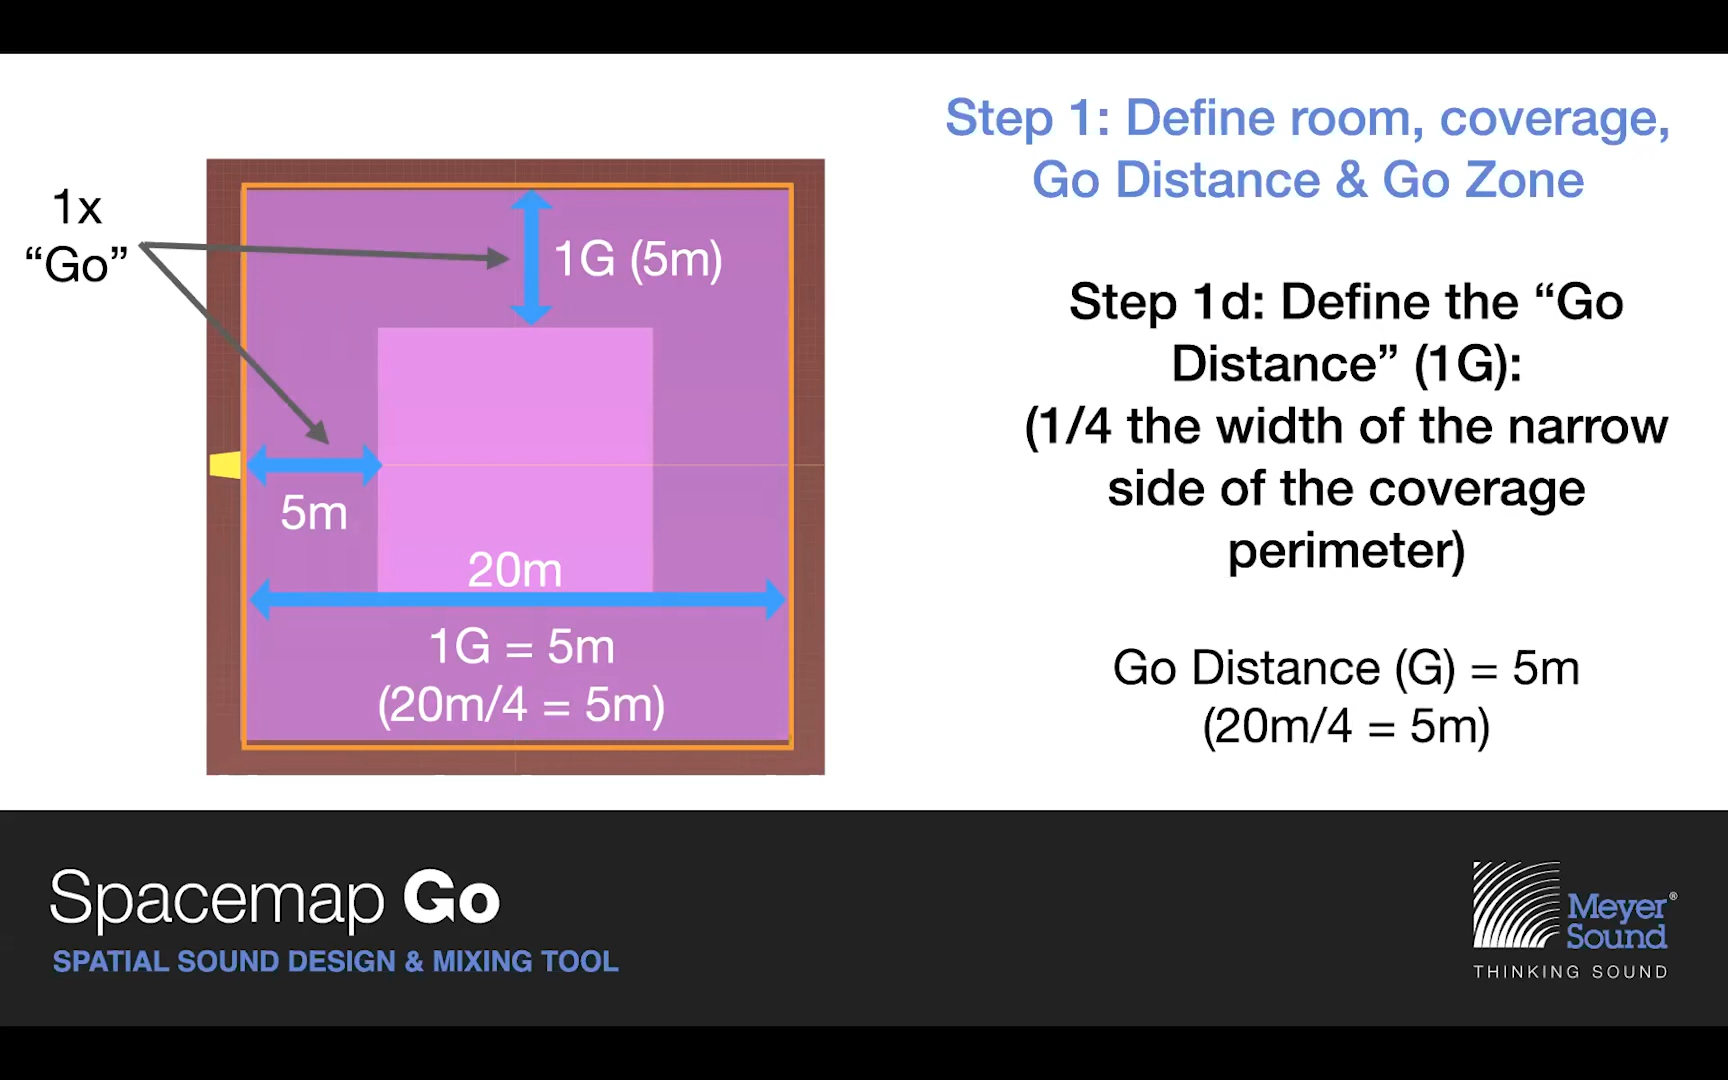 Step 1: Define room, coverage,
Go Distance & Go Zone
1x
“Go”
1G (5m)
5m
20m
1G = 5m
(20m/4 = 5m)
Step 1d: Define the “Go
Distance” (1G):
(1/4 the width of the narrow
side of the coverage
perimeter)
Go Distance (G) = 5m
(20m/4 = 5m)
Spacemap Go
SPATIAL SOUND DESIGN & MIXING TOOL
Meyer®
Sound
THINKING SOUND